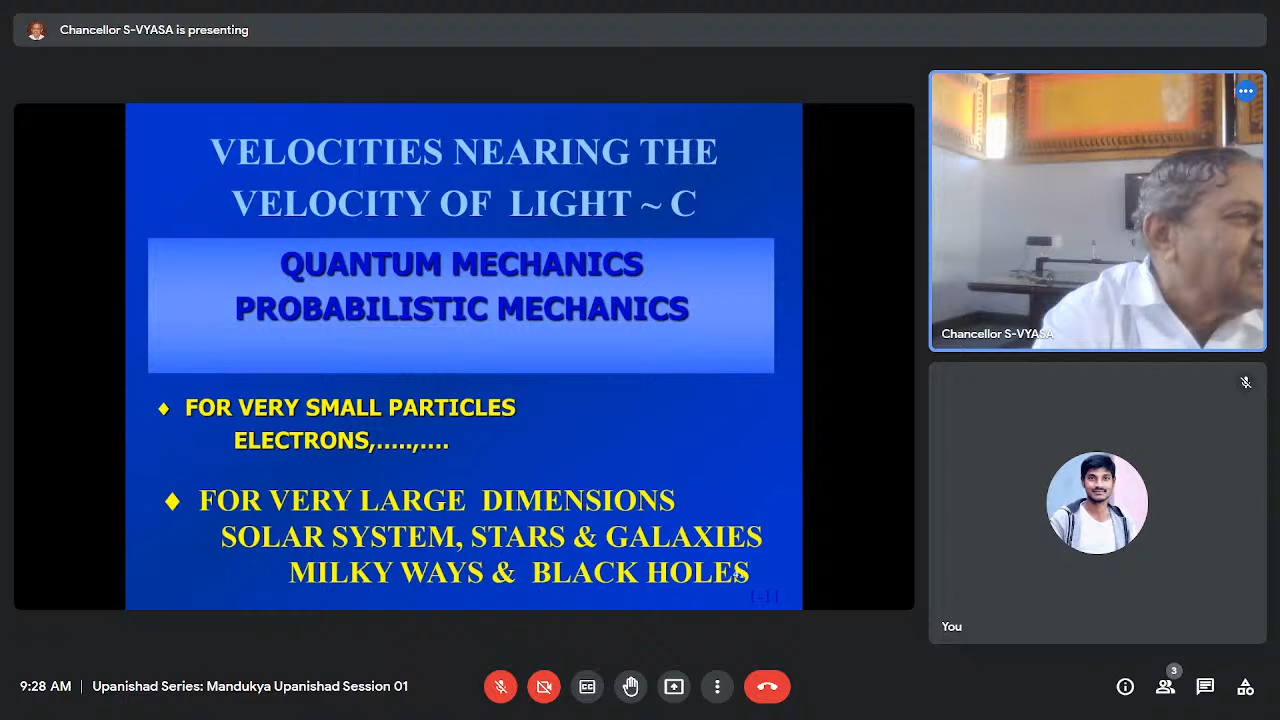 Chancellor S-VYASA is presenting
VELOCITIES NEARING THE
VELOCITY OF LIGHT ~ C
QUANTUM MECHANICS
PROBABILISTIC MECHANICS
♦ FOR VERY SMALL PARTICLES
ELECTRONS,.....,....
♦ FOR VERY LARGE DIMENSIONS
SOLAR SYSTEM, STARS & GALAXIES
MILKY WAYS & BLACK HOLES
Chancellor S-VYASA
You
9:28 AM | Upanishad Series: Mandukya Upanishad Session 01
3